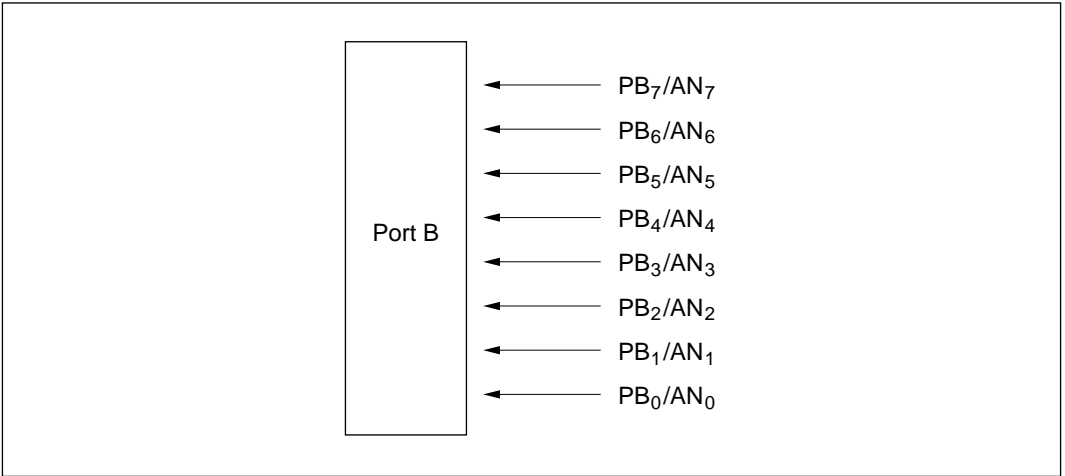 PB₇/AN₇
PB₆/AN₆
PB₅/AN₅
PB₄/AN₄
Port B
PB₃/AN₃
PB₂/AN₂
PB₁/AN₁
PB₀/AN₀